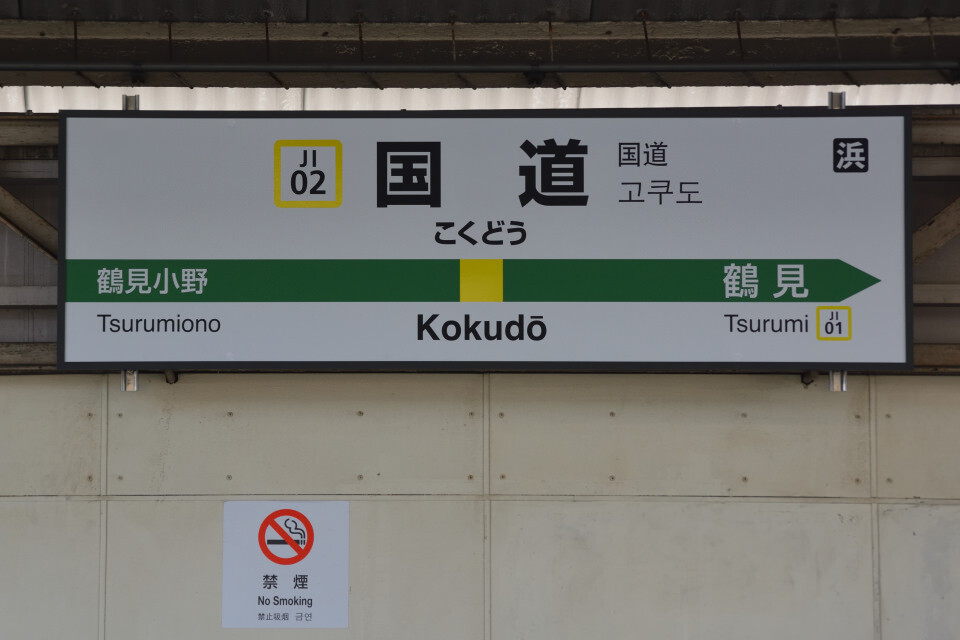 JI
02
国道
国道
고쿠도
浜
こくどう
鶴見小野
鶴見
Tsurumiono
Kokudō
Tsurumi
JI
01
禁煙
No Smoking
禁止吸烟 금연